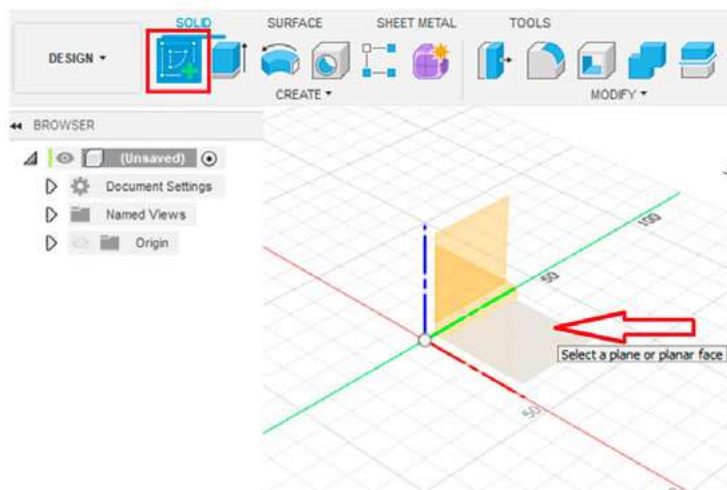 SOLID SURFACE SHEET METAL TOOLS
DESIGN ▾
CREATE ▾ MODIFY ▾
BROWSER
(Unsaved)
Document Settings
Named Views
Origin
100
50
Select a plane or planar face
50